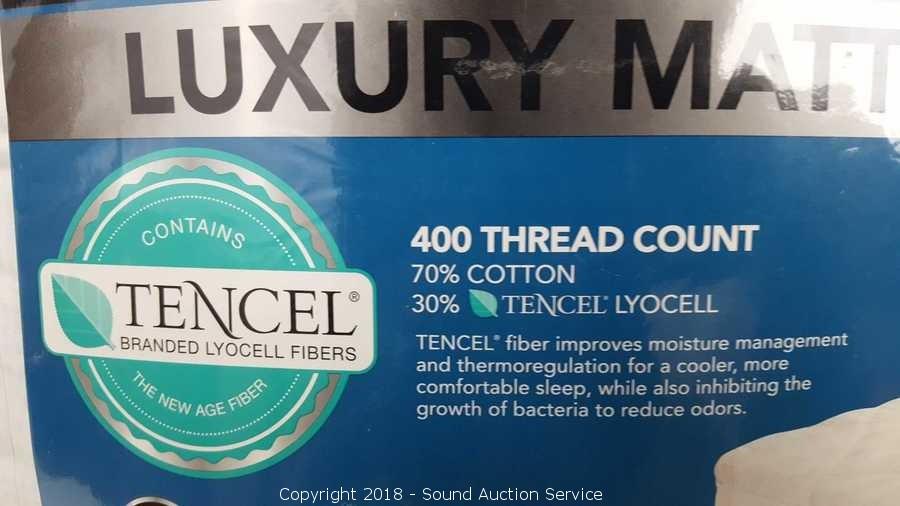 LUXURY MATT
CONTAINS
TENCEL®
BRANDED LYOCELL FIBERS
THE NEW AGE FIBER
400 THREAD COUNT
70% COTTON
30% TENCEL® LYOCELL
TENCEL® fiber improves moisture management
and thermoregulation for a cooler, more
comfortable sleep, while also inhibiting the
growth of bacteria to reduce odors.
Copyright 2018 - Sound Auction Service